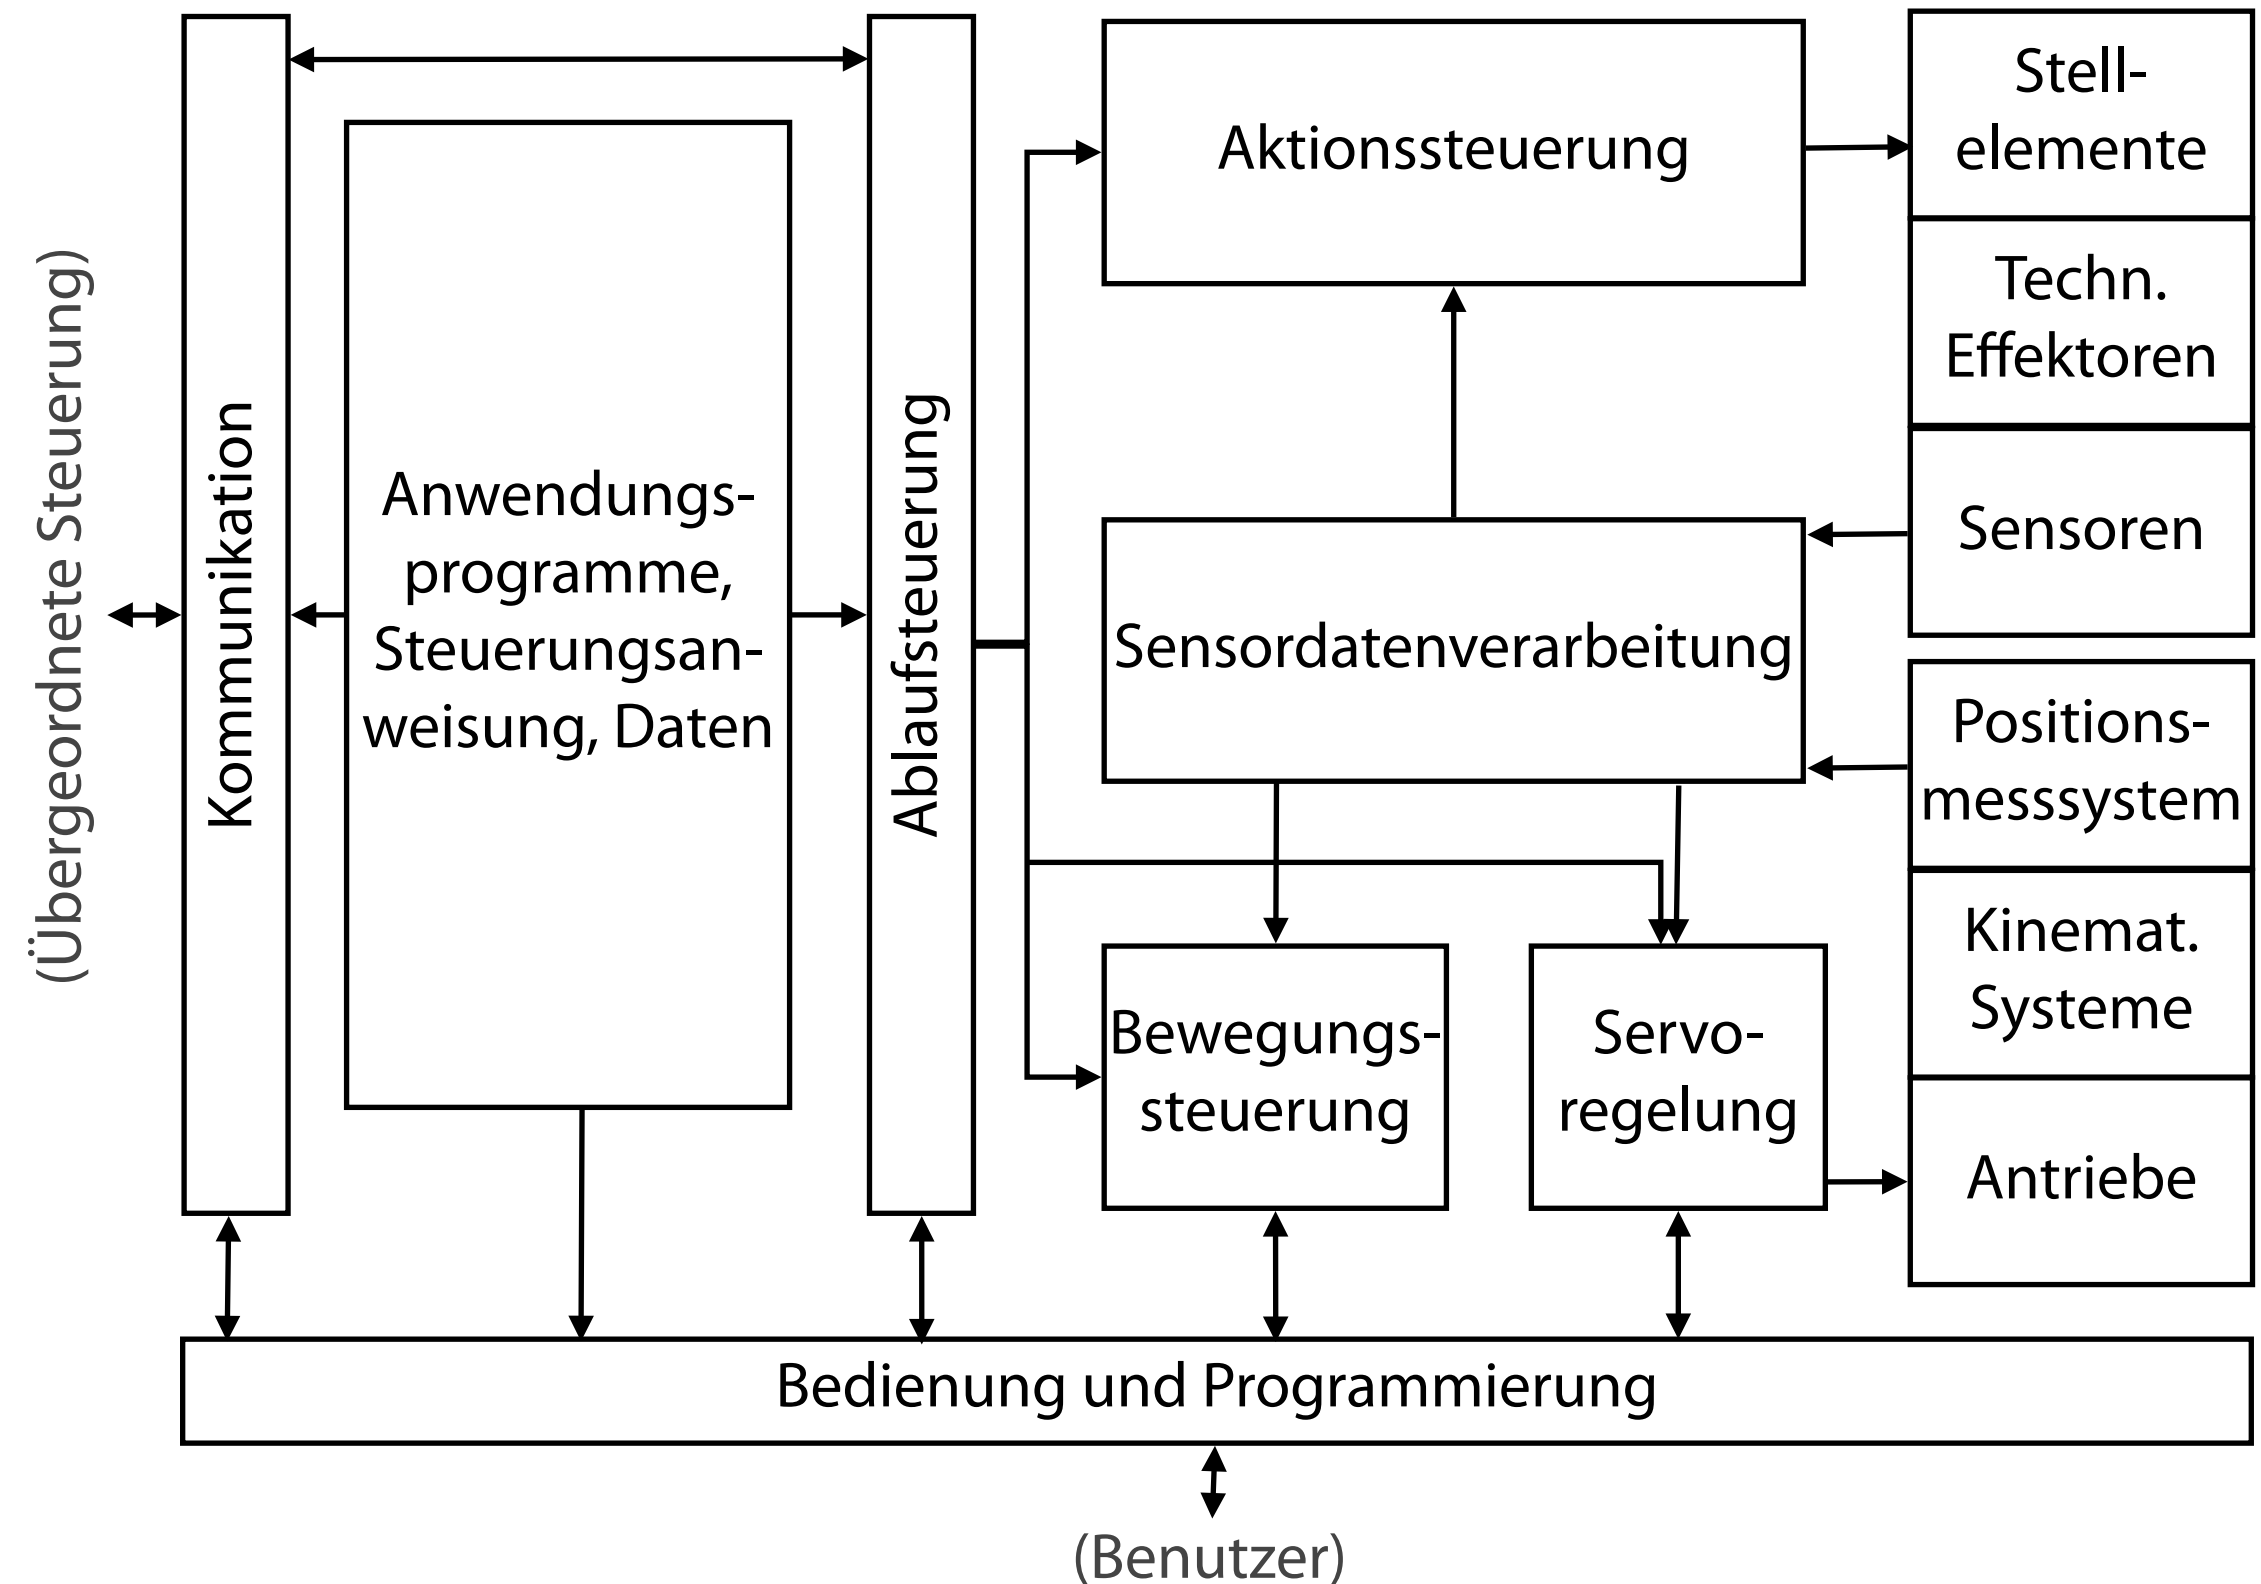 (Übergeordnete Steuerung)
Kommunikation
Anwendungs-
programme,
Steuerungsan-
weisung, Daten
Ablaufsteuerung
Aktionssteuerung
Sensordatenverarbeitung
Bewegungs-
steuerung
Servo-
regelung
Stell-
elemente
Techn.
Effektoren
Sensoren
Positions-
messsystem
Kinemat.
Systeme
Antriebe
Bedienung und Programmierung
(Benutzer)